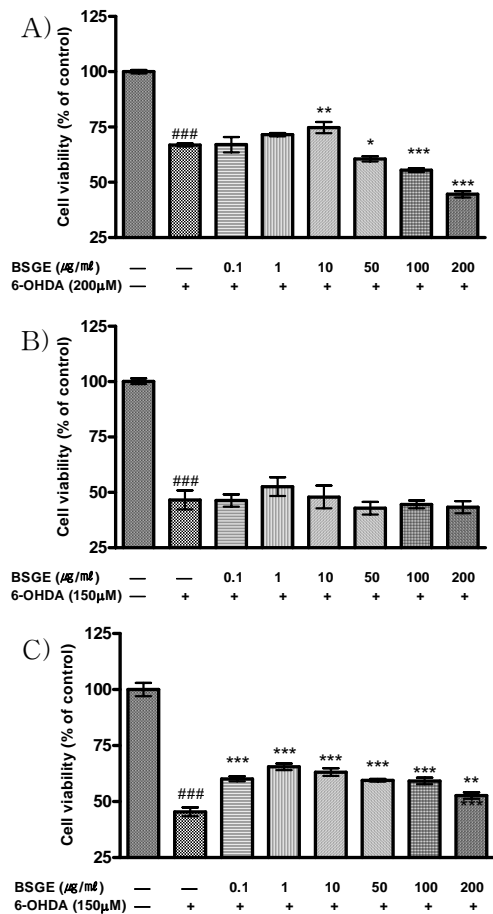 A)
Cell viability (% of control)
125
100
75
50
25
###
**
*
***
***
BSGE (㎍/㎖) — — 0.1 1 10 50 100 200
6-OHDA (200μM) — + + + + + + +
B)
Cell viability (% of control)
125
100
75
50
25
###
BSGE (㎍/㎖) — — 0.1 1 10 50 100 200
6-OHDA (150μM) — + + + + + + +
C)
Cell viability (% of control)
125
100
75
50
25
###
***
***
***
***
***
**
***
BSGE (㎍/㎖) — — 0.1 1 10 50 100 200
6-OHDA (150μM) — + + + + + + +